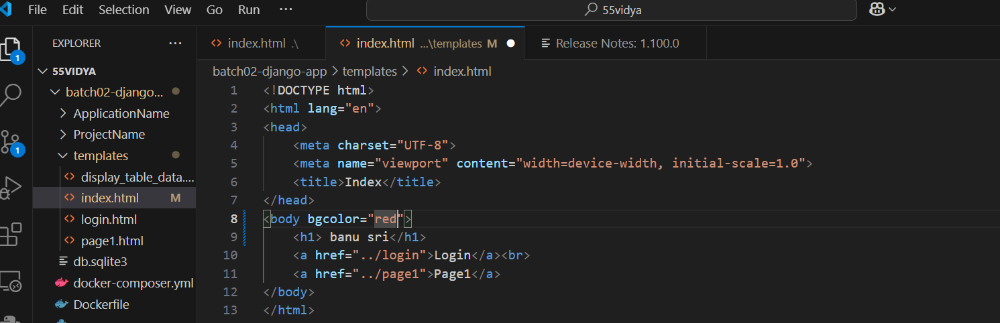 File Edit Selection View Go Run ··· 55vidya
EXPLORER ···
index.html .\ index.html ...\templates M Release Notes: 1.100.0
1
55VIDYA
batch02-django...
ApplicationName
ProjectName
templates
display_table_data....
index.html M
login.html
page1.html
db.sqlite3
docker-composer.yml
Dockerfile
1
batch02-django-app > templates > index.html
1 <!DOCTYPE html>
2 <html lang="en">
3 <head>
4 <meta charset="UTF-8">
5 <meta name="viewport" content="width=device-width, initial-scale=1.0">
6 <title>Index</title>
7 </head>
8 <body bgcolor="red">
9 <h1> banu sri</h1>
10 <a href="../login">Login</a><br>
11 <a href="../page1">Page1</a>
12 </body>
13 </html>